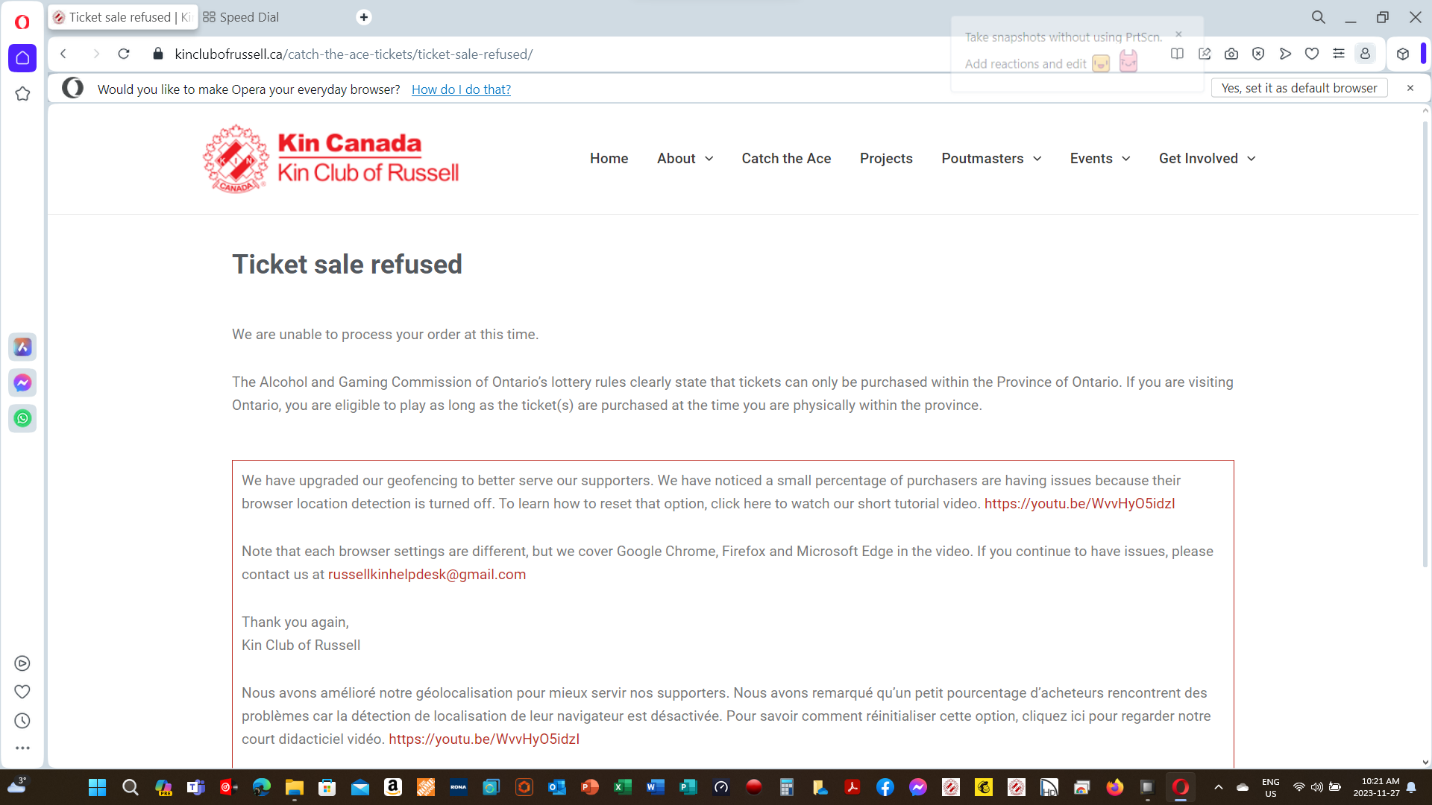 Ticket sale refused | Ki
Speed Dial
kinclubofrussell.ca/catch-the-ace-tickets/ticket-sale-refused/
Take snapshots without using PrtScn.
Add reactions and edit
Would you like to make Opera your everyday browser? How do I do that?
Yes, set it as default browser
KIN
CANADA
Kin Canada
Kin Club of Russell
Home About Catch the Ace Projects Poutmasters Events Get Involved
Ticket sale refused
We are unable to process your order at this time.
The Alcohol and Gaming Commission of Ontario's lottery rules clearly state that tickets can only be purchased within the Province of Ontario. If you are visiting
Ontario, you are eligible to play as long as the ticket(s) are purchased at the time you are physically within the province.
We have upgraded our geofencing to better serve our supporters. We have noticed a small percentage of purchasers are having issues because their
browser location detection is turned off. To learn how to reset that option, click here to watch our short tutorial video. https://youtu.be/WvvHyO5idzI
Note that each browser settings are different, but we cover Google Chrome, Firefox and Microsoft Edge in the video. If you continue to have issues, please
contact us at russellkinhelpdesk@gmail.com
Thank you again,
Kin Club of Russell
Nous avons amélioré notre géolocalisation pour mieux servir nos supporters. Nous avons remarqué qu'un petit pourcentage d'acheteurs rencontrent des
problèmes car la détection de localisation de leur navigateur est désactivée. Pour savoir comment réinitialiser cette option, cliquez ici pour regarder notre
court didacticiel vidéo. https://youtu.be/WvvHyO5idzI
3°
RONA
ENG
US
10:21 AM
2023-11-27